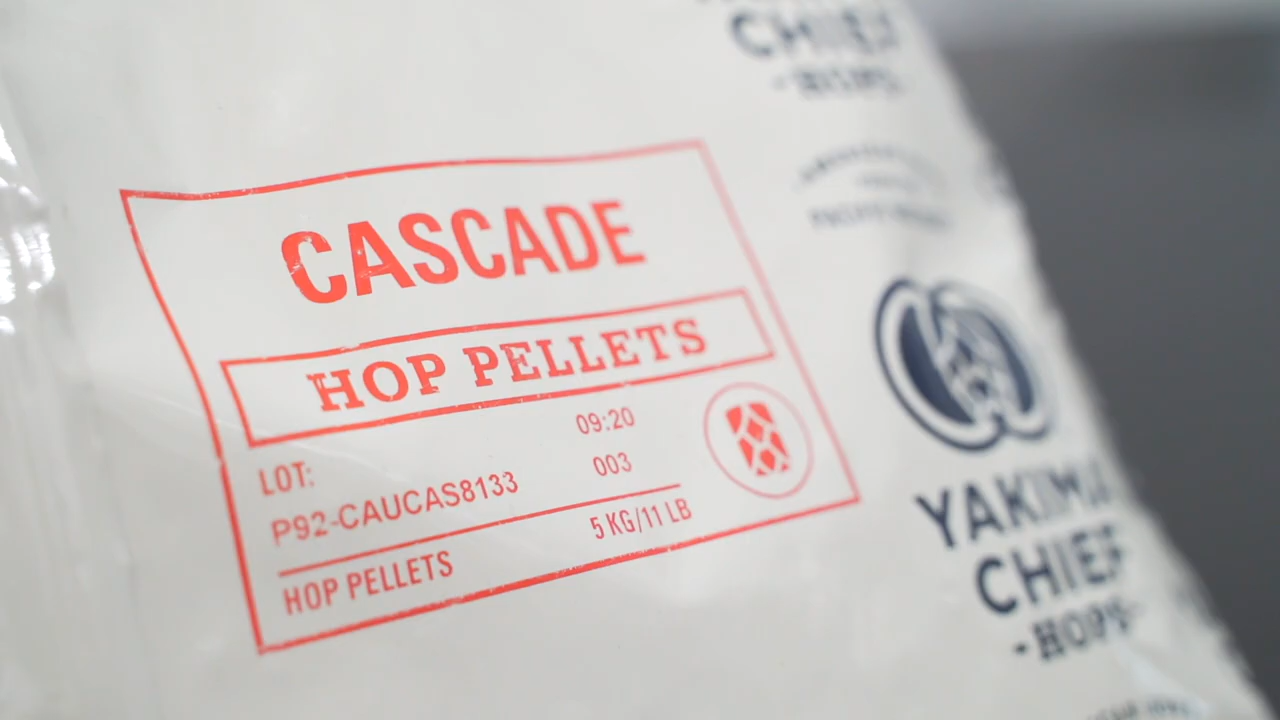 CASCADE
HOP PELLETS
09:20
LOT:
003
P92-CAUCAS8133
5 KG/11 LB
HOP PELLETS
CHIEF
-HOPS-
YAKIMA
CHIEF
-HOPS-